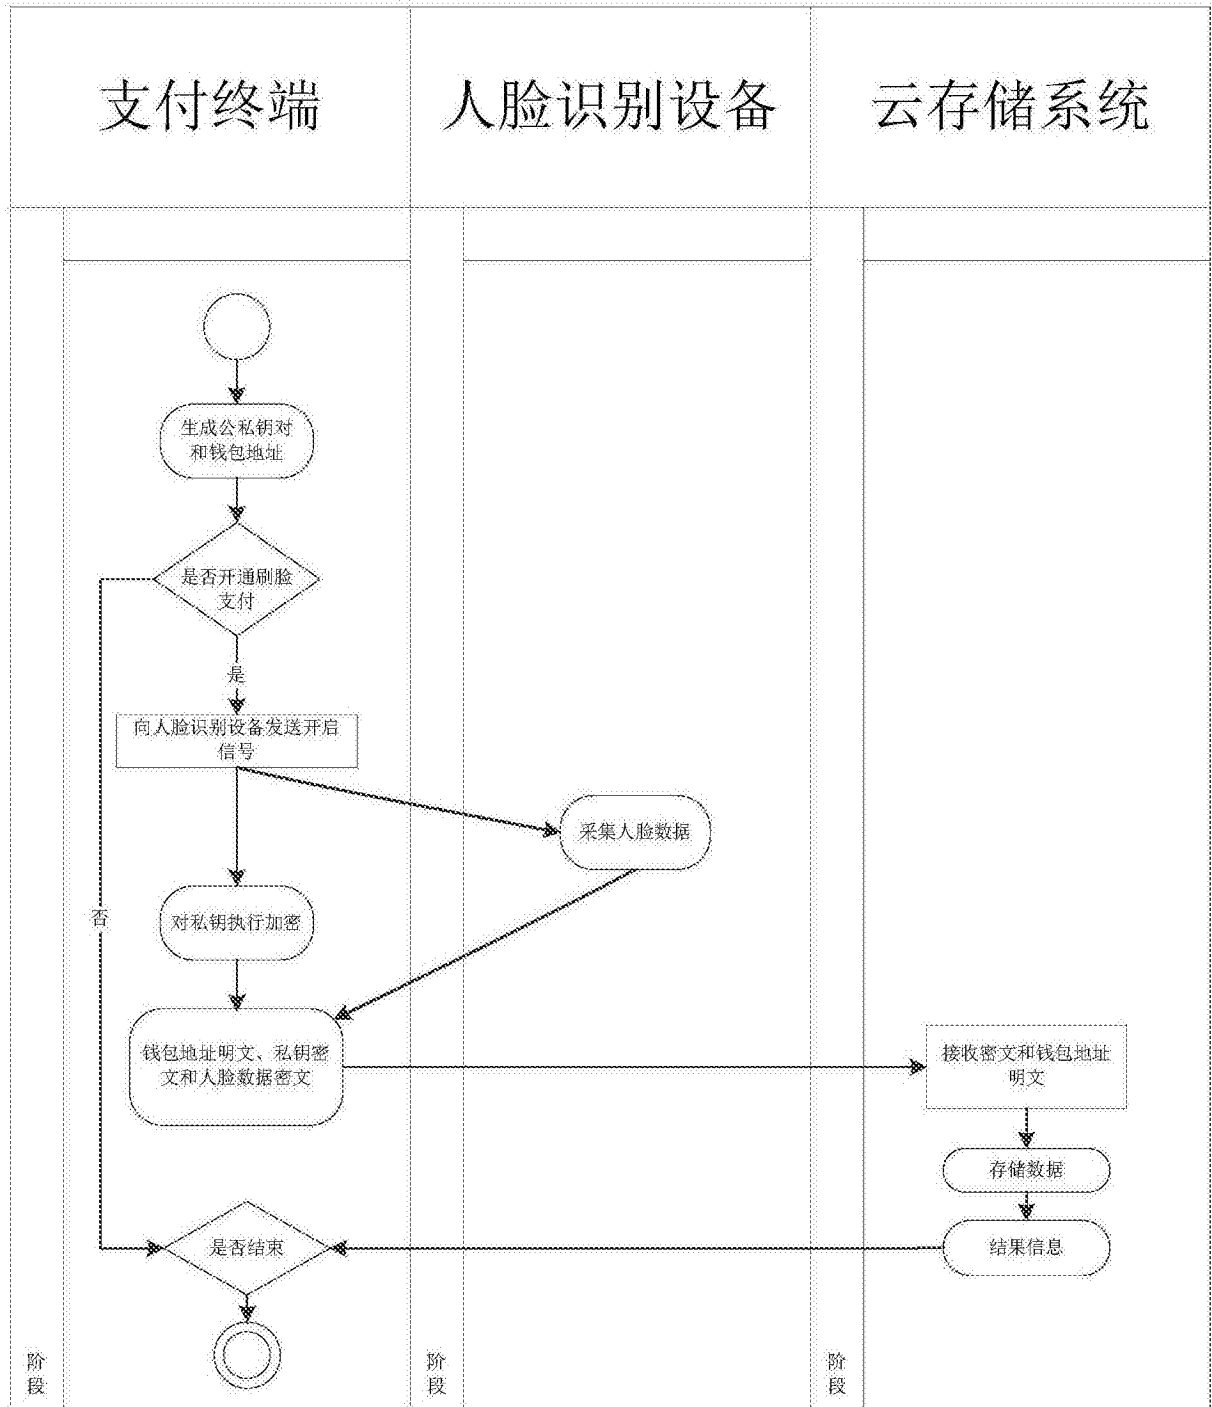 支付终端
人脸识别设备
云存储系统
生成公私钥对
和钱包地址
是否开通刷脸
支付
是
向人脸识别设备发送开启
信号
采集人脸数据
否
对私钥执行加密
钱包地址明文、私钥密
文和人脸数据密文
接收密文和钱包地址
明文
存储数据
是否结束
结果信息
阶
段
阶
段
阶
段